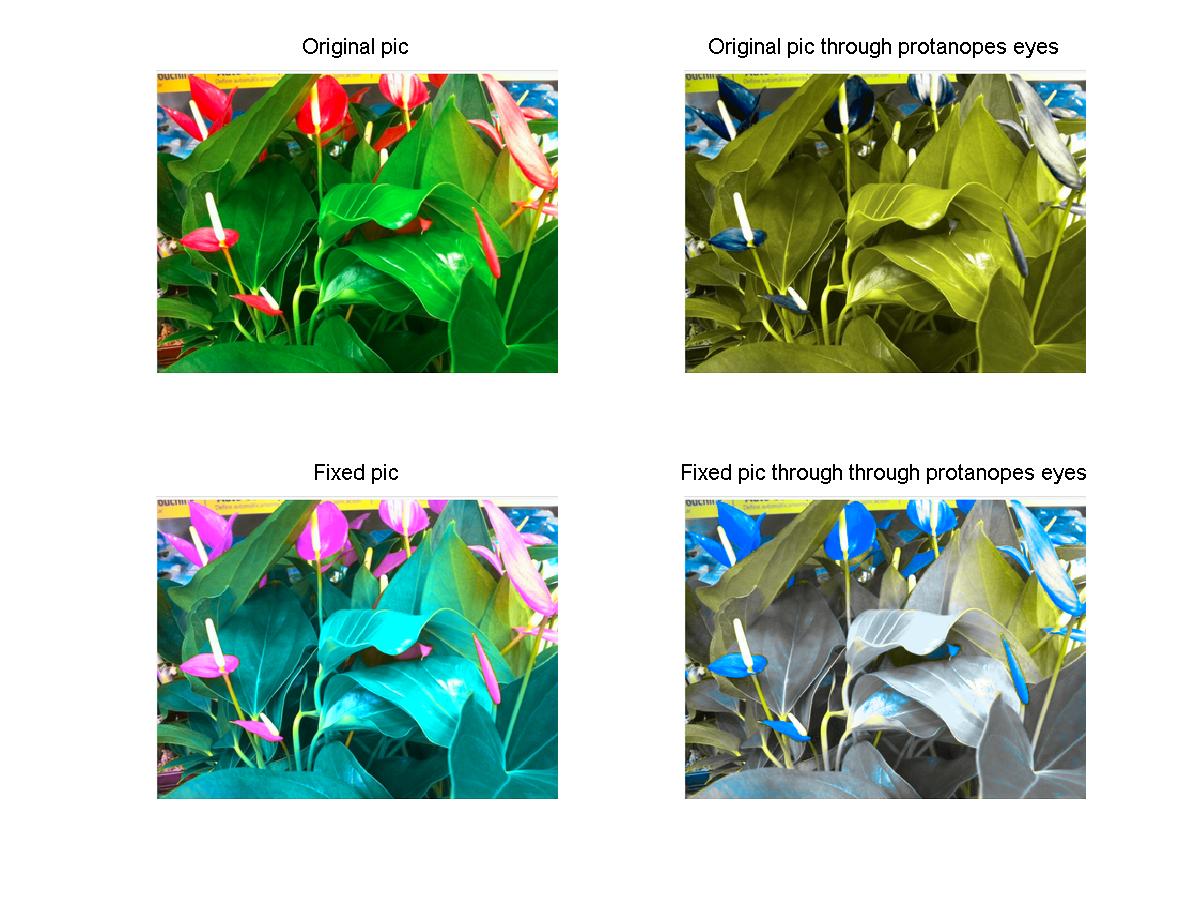 Original pic
Original pic through protanopes eyes
Fixed pic
Fixed pic through through protanopes eyes